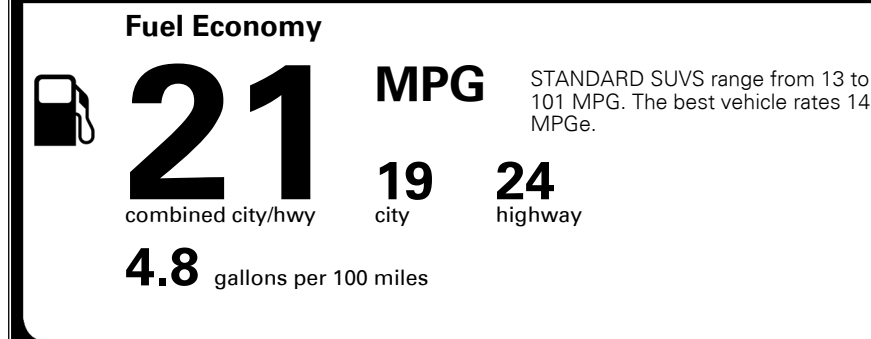 Fuel Economy
21
MPG
STANDARD SUVS range from 13 to
101 MPG. The best vehicle rates 14
MPGe.
19
24
combined city/hwy
city
highway
4.8 gallons per 100 miles